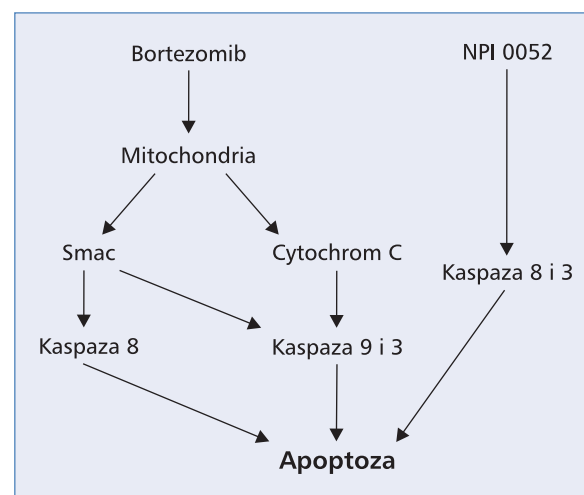 Bortezomib
NPI 0052
Mitochondria
Smac
Cytochrom C
Kaspaza 8 i 3
Kaspaza 8
Kaspaza 9 i 3
Apoptoza